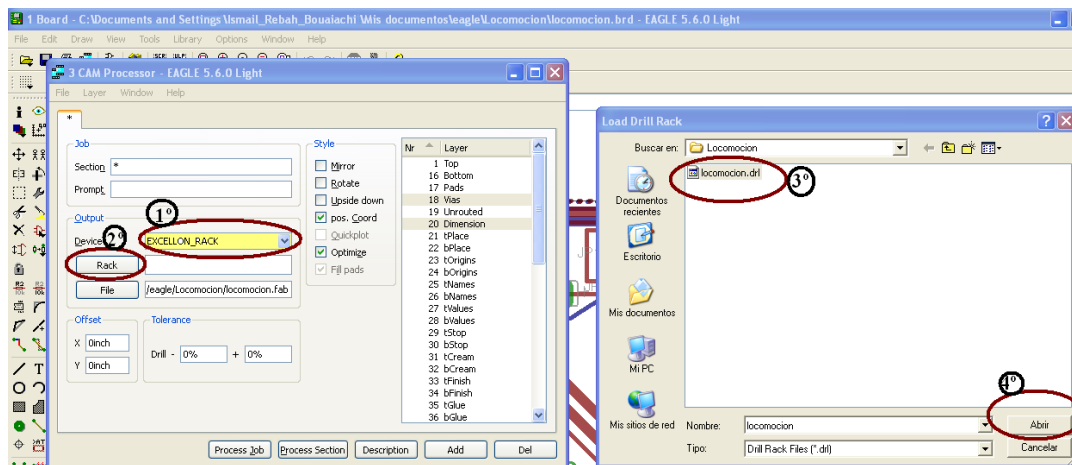 1 Board - C:\Documents and Settings\Ismail_Rebah_Bouaiachi\Mis documentos\eagle\Locomocion\locomocion.brd - EAGLE 5.6.0 Light
File Edit Draw View Tools Library Options Window Help
3 CAM Processor - EAGLE 5.6.0 Light
File Layer Window Help
*
Job
Section *
Prompt
Output
1º
Device
2º
EXCELLON_RACK
Rack
File /eagle/Locomocion/locomocion.fab
Offset
X 0inch
Y 0inch
Tolerance
Drill - 0% + 0%
Style
Mirror
Rotate
Upside down
pos. Coord
Quickplot
Optimize
Fill pads
Nr Layer
1 Top
16 Bottom
17 Pads
18 Vias
19 Unrouted
20 Dimension
21 tPlace
22 bPlace
23 tOrigins
24 bOrigins
25 tNames
26 bNames
27 tValues
28 bValues
29 tStop
30 bStop
31 tCream
32 bCream
33 tFinish
34 bFinish
35 tGlue
36 bGlue
Process Job Process Section Description Add Del
Load Drill Rack
Buscar en: Locomocion
locomocion.drl
3º
Documentos recientes
Escritorio
Mis documentos
Mi PC
Mis sitios de red
4º
Nombre: locomocion Abrir
Tipo: Drill Rack Files (*.drl) Cancelar